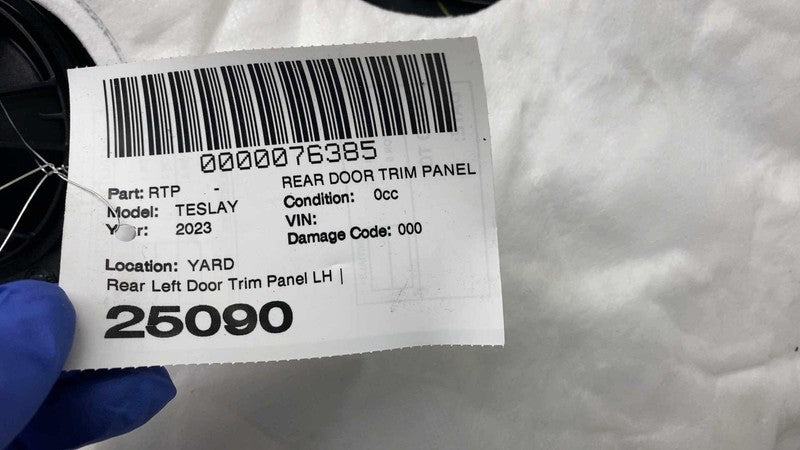 0000076385
Part: RTP - REAR DOOR TRIM PANEL
Model: TESLAY Condition: 0cc
Year: 2023 VIN:
Damage Code: 000
Location: YARD
Rear Left Door Trim Panel LH |
25090